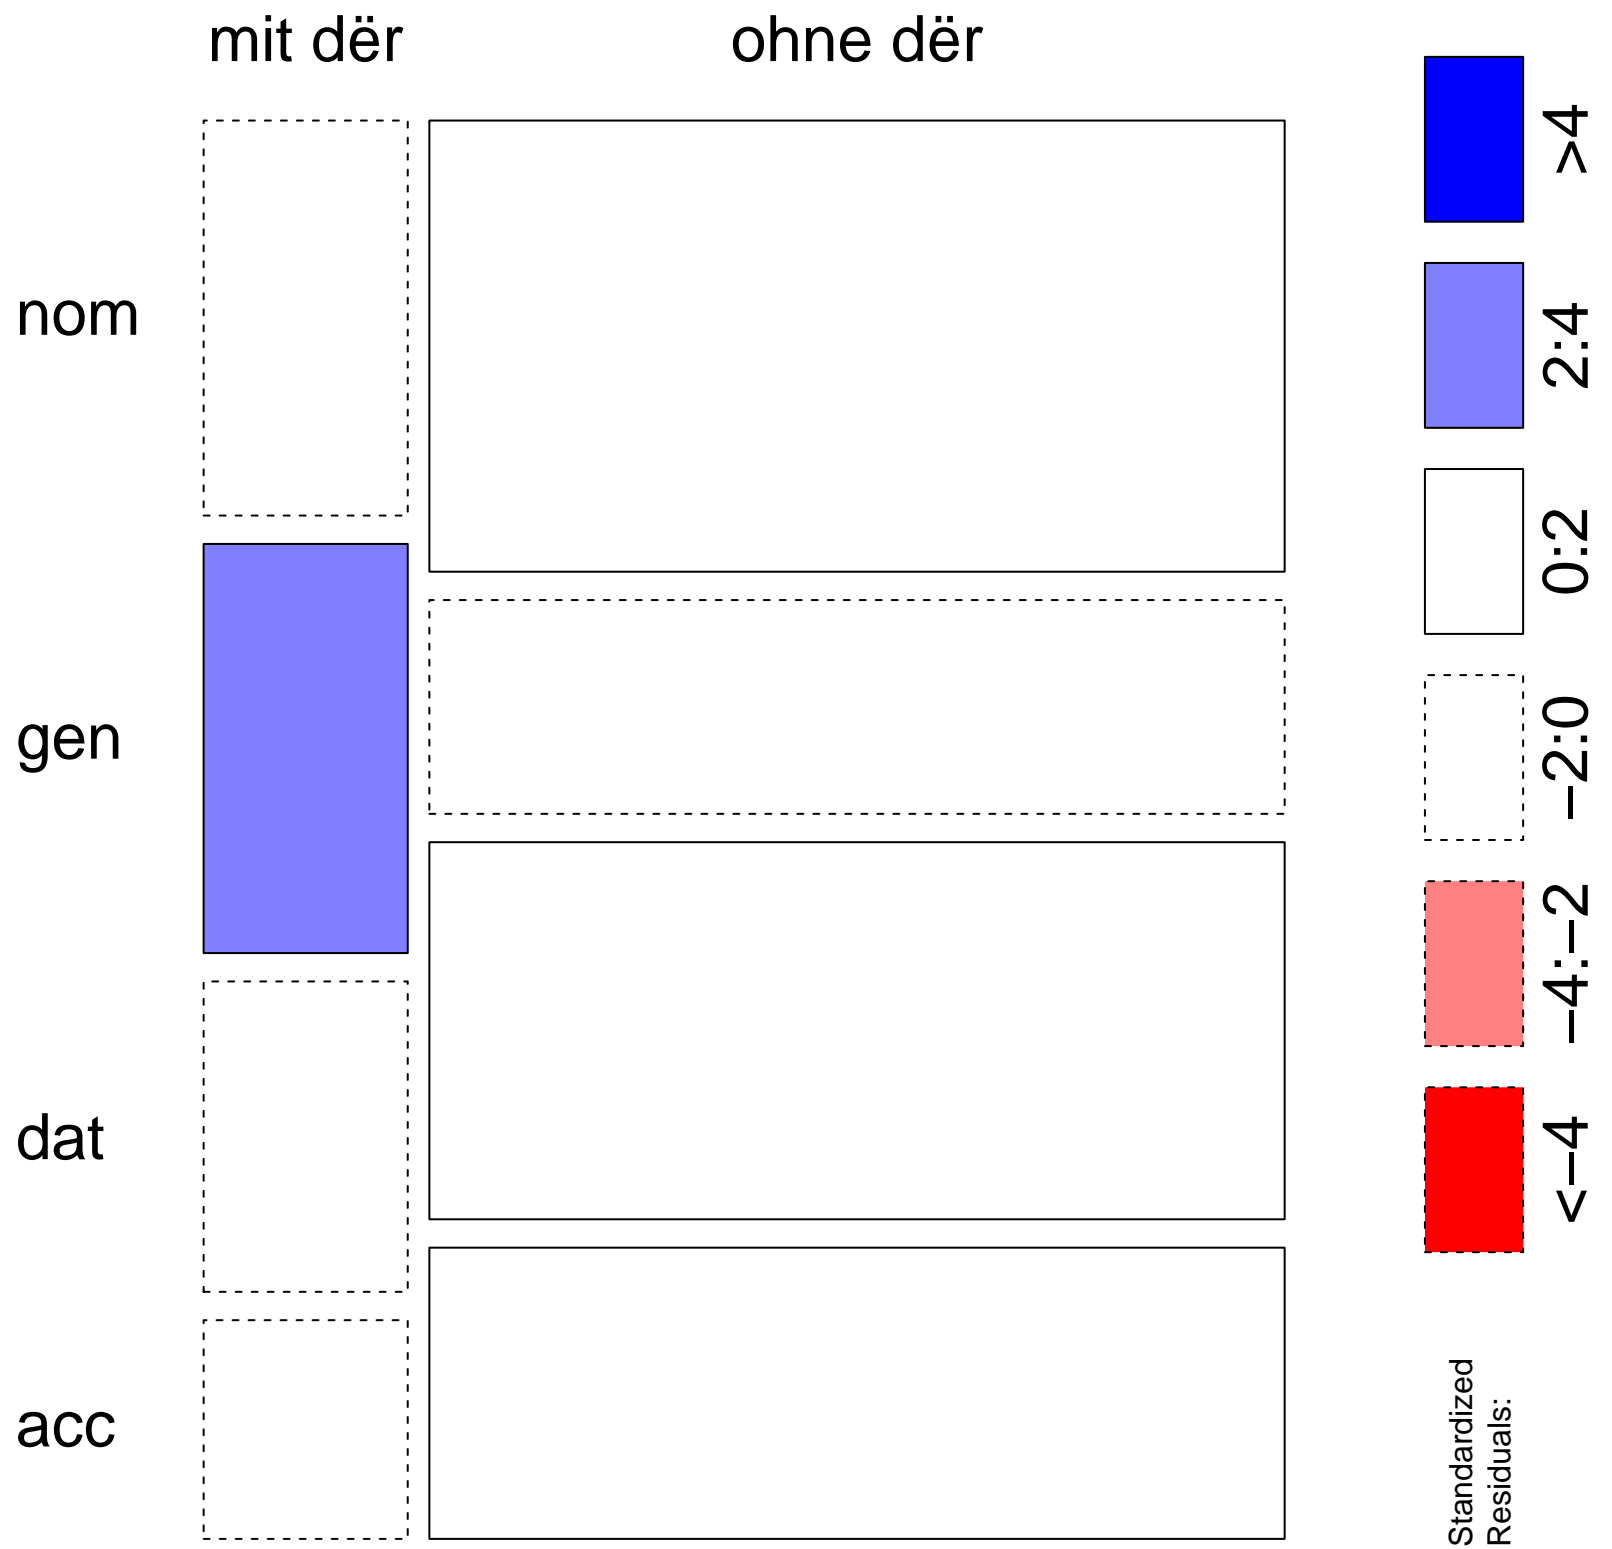 mit dër
ohne dër
nom
gen
dat
acc
>4
2:4
0:2
−2:0
−4:−2
<−4
Standardized
Residuals: